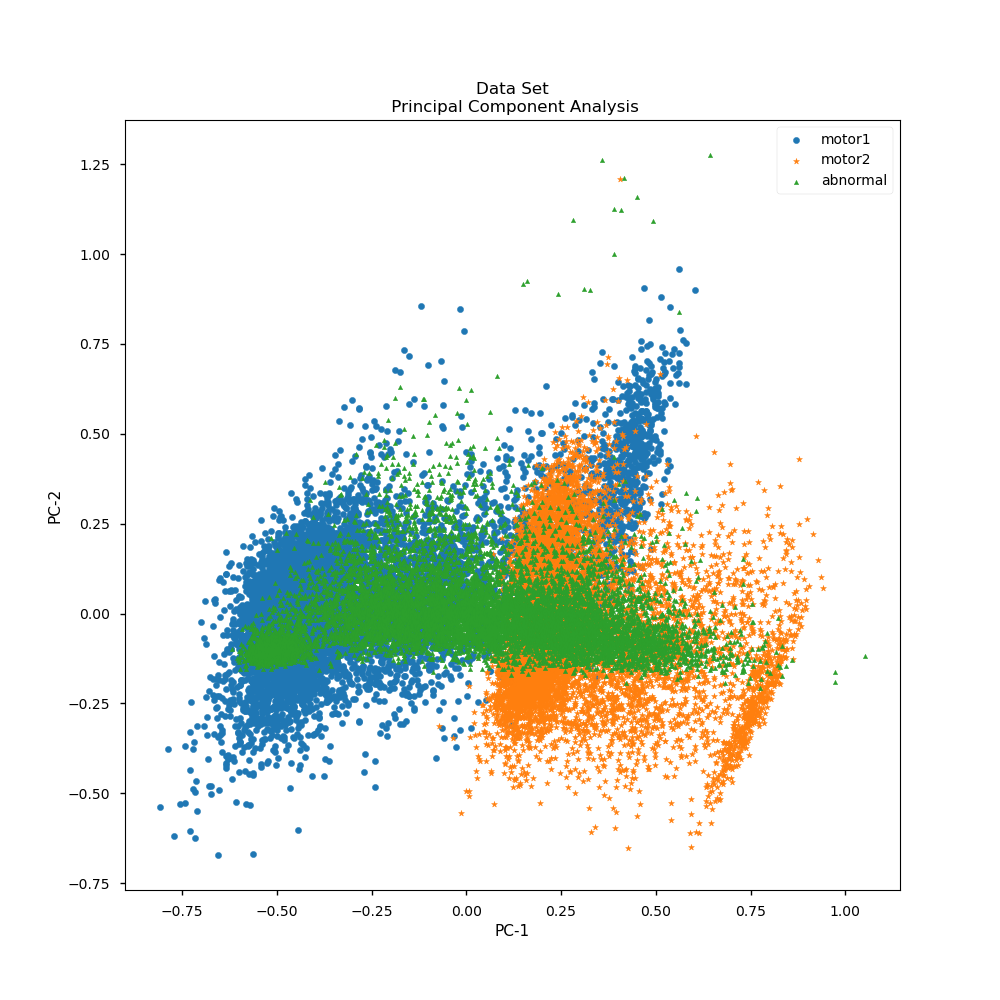 Data Set
Principal Component Analysis
motor1
motor2
abnormal
1.25
1.00
0.75
0.50
0.25
0.00
−0.25
−0.50
−0.75
PC-2
−0.75 −0.50 −0.25 0.00 0.25 0.50 0.75 1.00
PC-1